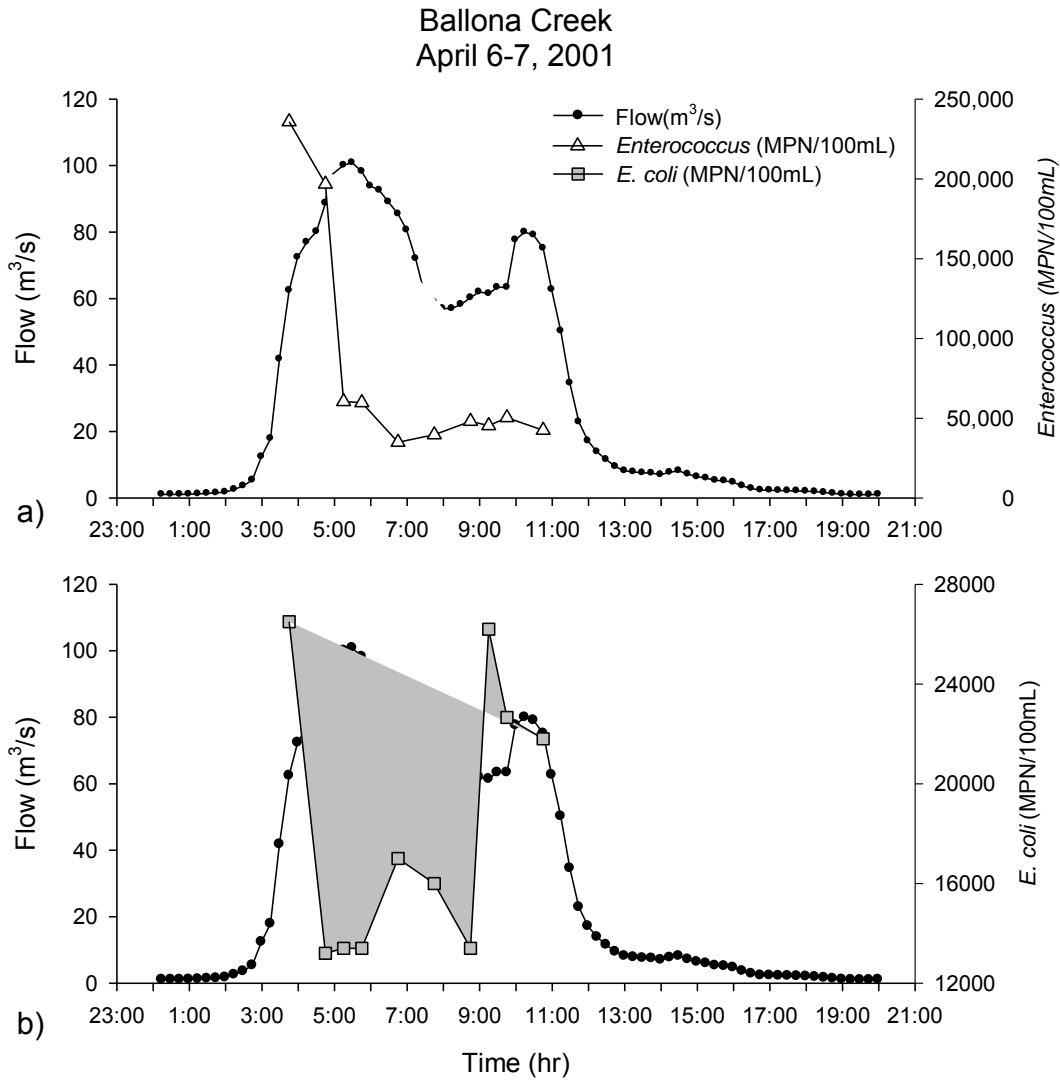 Ballona Creek
April 6-7, 2001
Flow(m³/s)
Enterococcus (MPN/100mL)
E. coli (MPN/100mL)
120
100
80
60
40
20
0
Flow (m³/s)
250,000
200,000
150,000
100,000
50,000
0
Enterococcus (MPN/100mL)
a)
23:00 1:00 3:00 5:00 7:00 9:00 11:00 13:00 15:00 17:00 19:00 21:00
120
100
80
60
40
20
0
Flow (m³/s)
28000
24000
20000
16000
12000
E. coli (MPN/100mL)
b)
23:00 1:00 3:00 5:00 7:00 9:00 11:00 13:00 15:00 17:00 19:00 21:00
Time (hr)